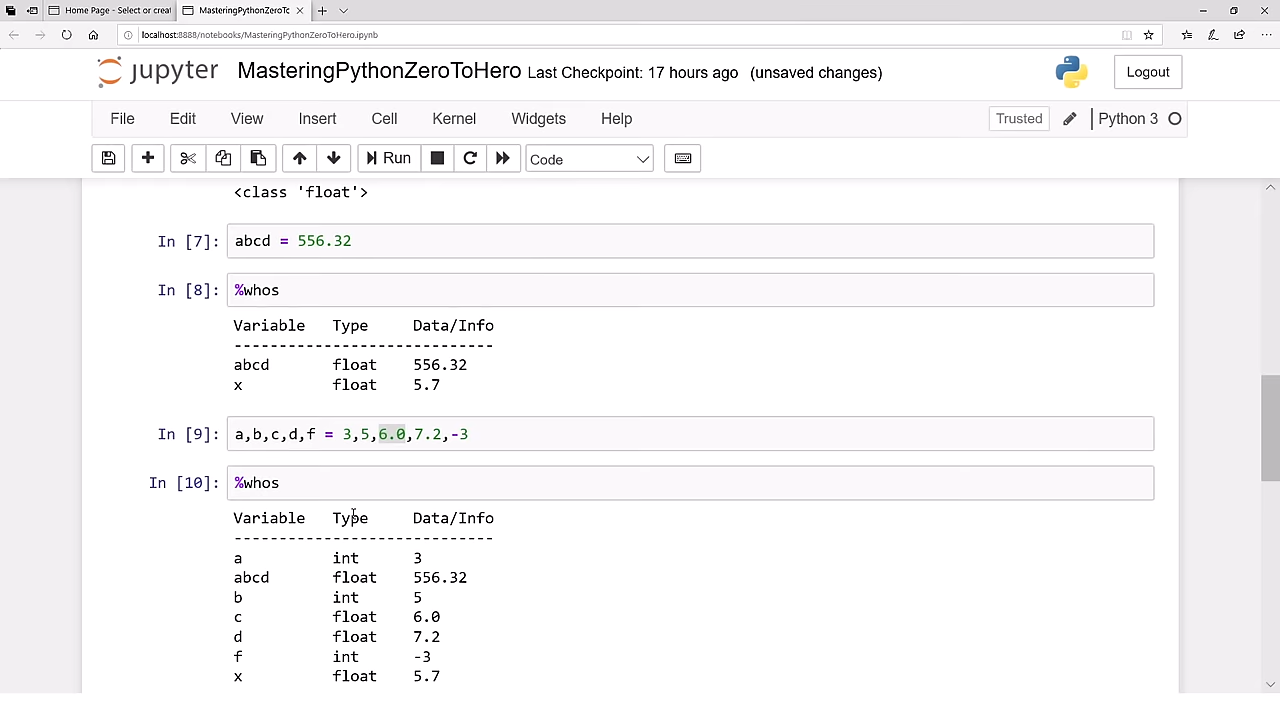 Home Page - Select or creat
MasteringPythonZeroToH
localhost:8888/notebooks/MasteringPythonZeroToHero.ipynb
jupyter MasteringPythonZeroToHero Last Checkpoint: 17 hours ago (unsaved changes) Logout
File Edit View Insert Cell Kernel Widgets Help Trusted Python 3
Run Code
<class 'float'>
In [7]: abcd = 556.32
In [8]: %whos
Variable Type Data/Info
-----------------------------
abcd float 556.32
x float 5.7
In [9]: a,b,c,d,f = 3,5,6.0,7.2,-3
In [10]: %whos
Variable Type Data/Info
-----------------------------
a int 3
abcd float 556.32
b int 5
c float 6.0
d float 7.2
f int -3
x float 5.7